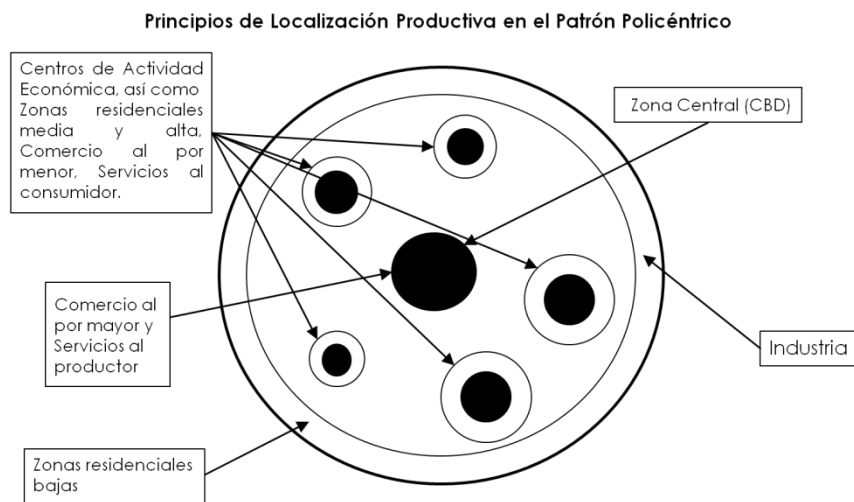 Principios de Localización Productiva en el Patrón Policéntrico
Centros de Actividad
Económica, así como
Zonas residenciales
media y alta,
Comercio al por
menor, Servicios al
consumidor.
Zona Central (CBD)
Comercio al
por mayor y
Servicios al
productor
Industria
Zonas residenciales
bajas